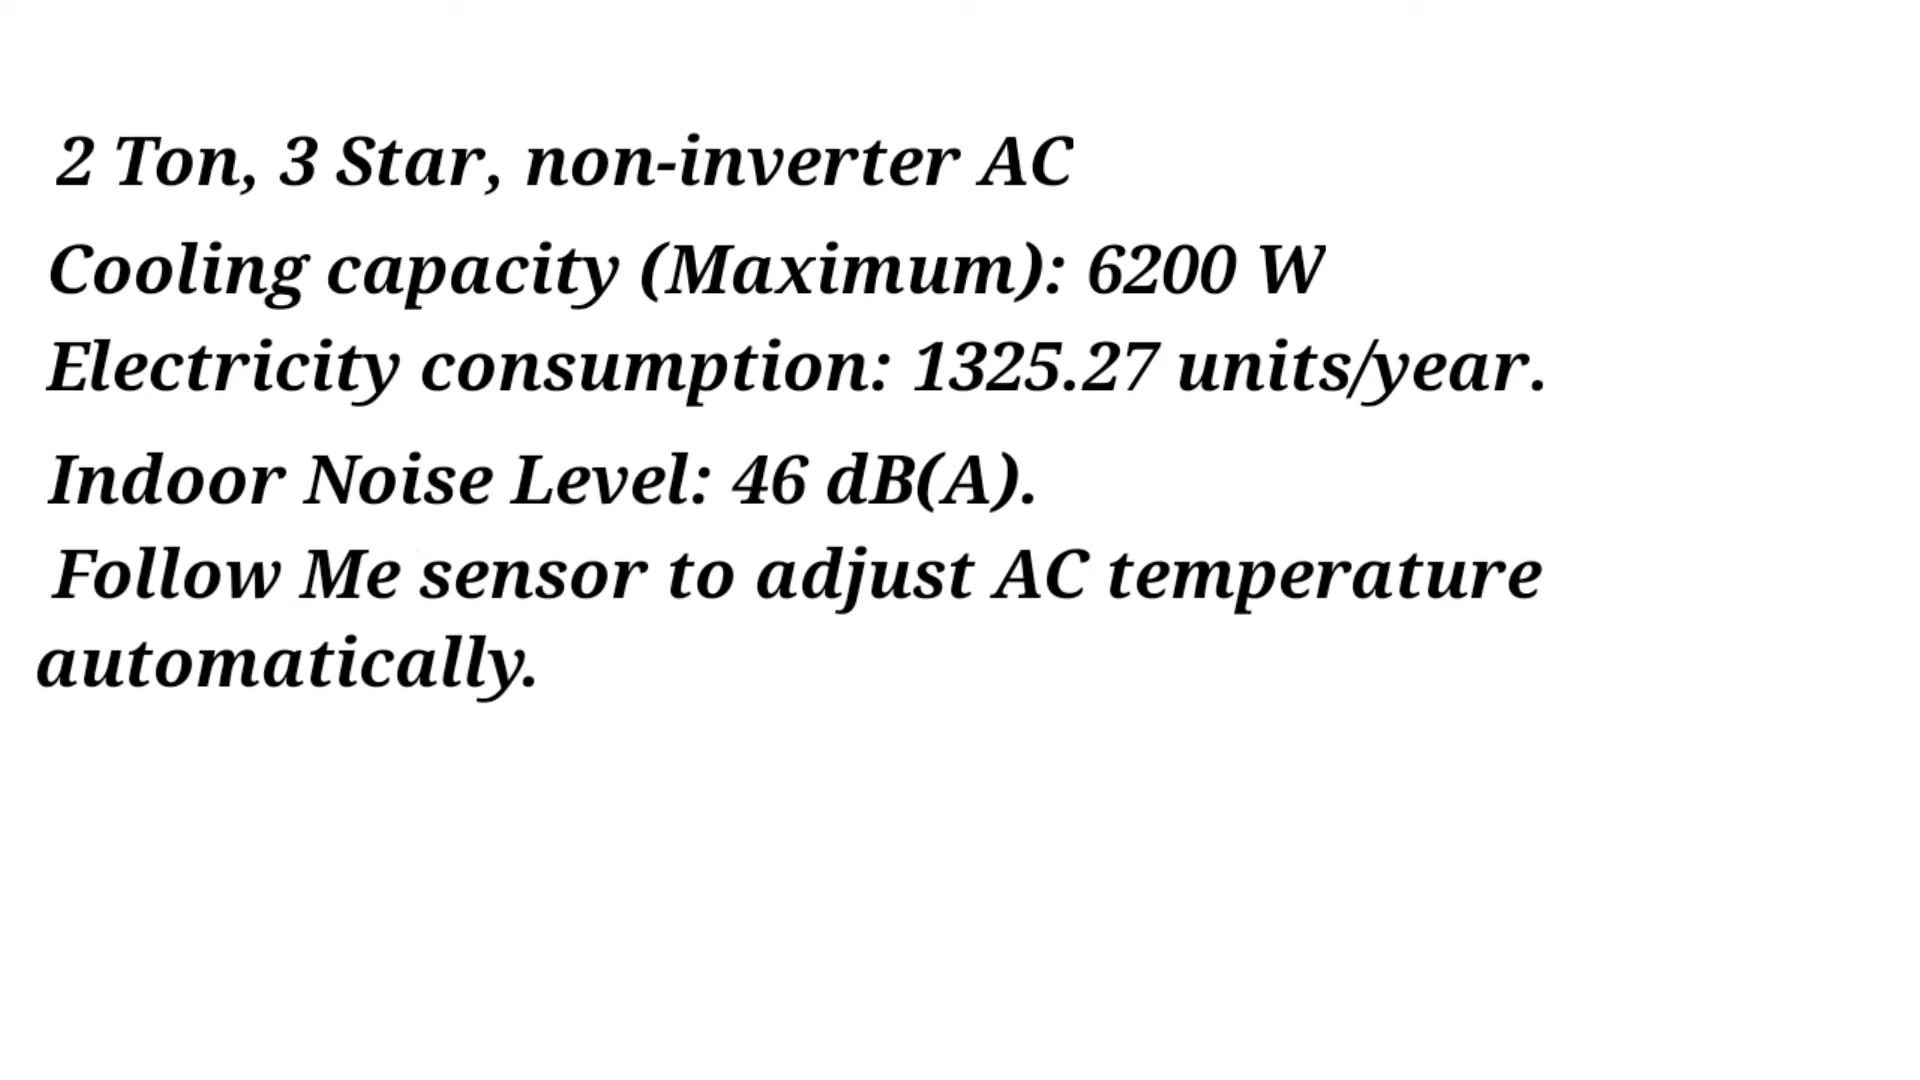 2 Ton, 3 Star, non-inverter AC
Cooling capacity (Maximum): 6200 W
Electricity consumption: 1325.27 units/year.
Indoor Noise Level: 46 dB(A).
Follow Me sensor to adjust AC temperature
automatically.